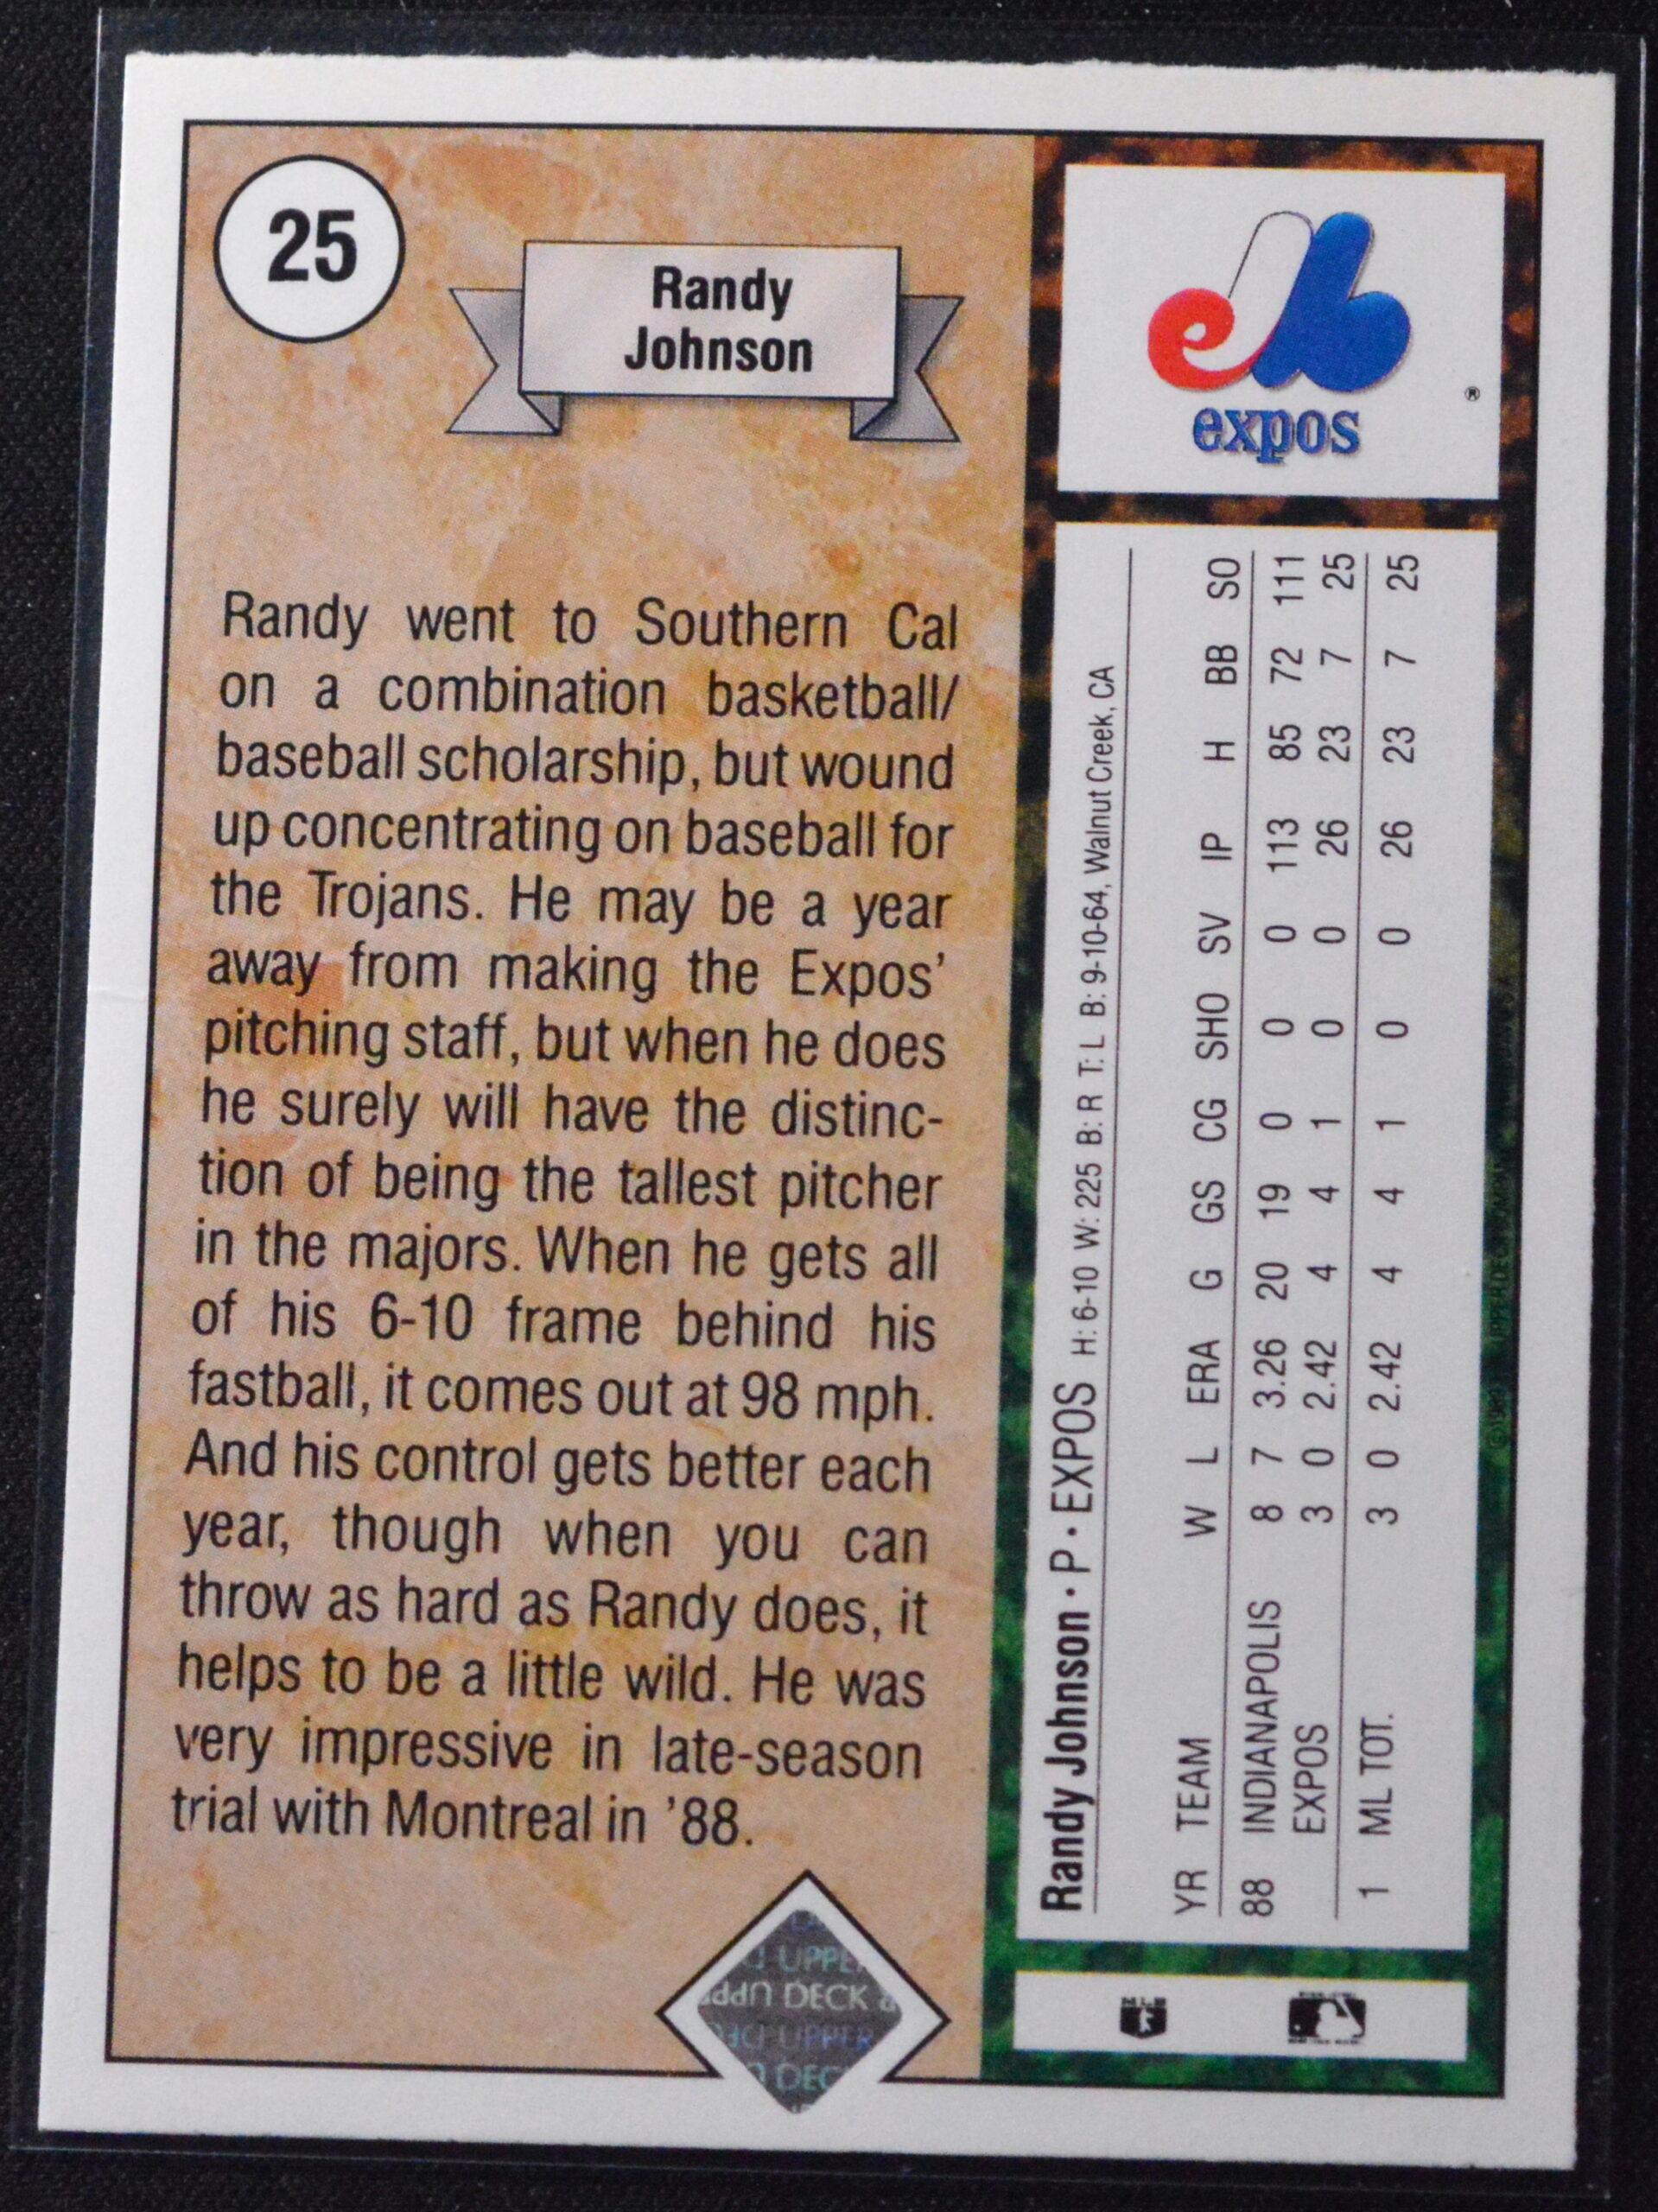 25
Randy
Johnson
Randy went to Southern Cal
on a combination basketball/
baseball scholarship, but wound
up concentrating on baseball for
the Trojans. He may be a year
away from making the Expos'
pitching staff, but when he does
he surely will have the distinc-
tion of being the tallest pitcher
in the majors. When he gets all
of his 6-10 frame behind his
fastball, it comes out at 98 mph.
And his control gets better each
year, though when you can
throw as hard as Randy does, it
helps to be a little wild. He was
very impressive in late-season
trial with Montreal in '88.
UPPER
DECK
UPPER
expos
®
Randy Johnson · P · EXPOS H: 6-10 W: 225 B: R T: L B: 9-10-64, Walnut Creek, CA
YR TEAM W L ERA G GS CG SHO SV IP H BB SO
88 INDIANAPOLIS 8 7 3.26 20 19 0 0 0 113 85 72 111
EXPOS 3 0 2.42 4 4 1 0 0 26 23 7 25
1 ML TOT. 3 0 2.42 4 4 1 0 0 26 23 7 25